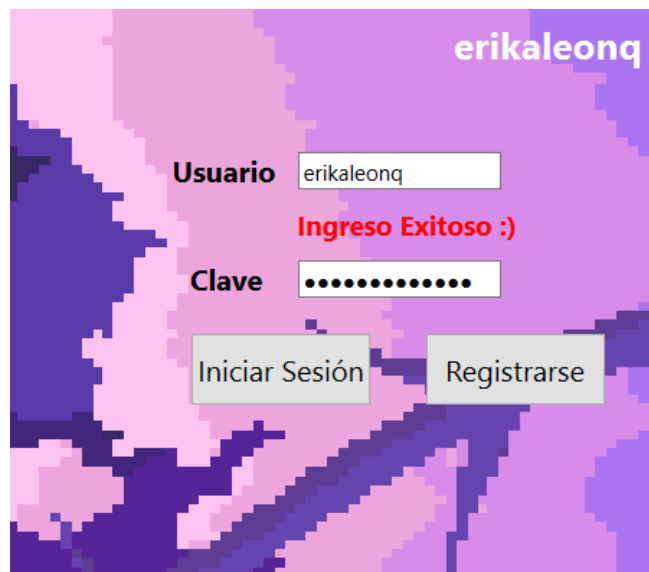 erikaleonq
Usuario erikaleonq
Ingreso Exitoso :)
Clave •••••••••••••
Iniciar Sesión Registrarse